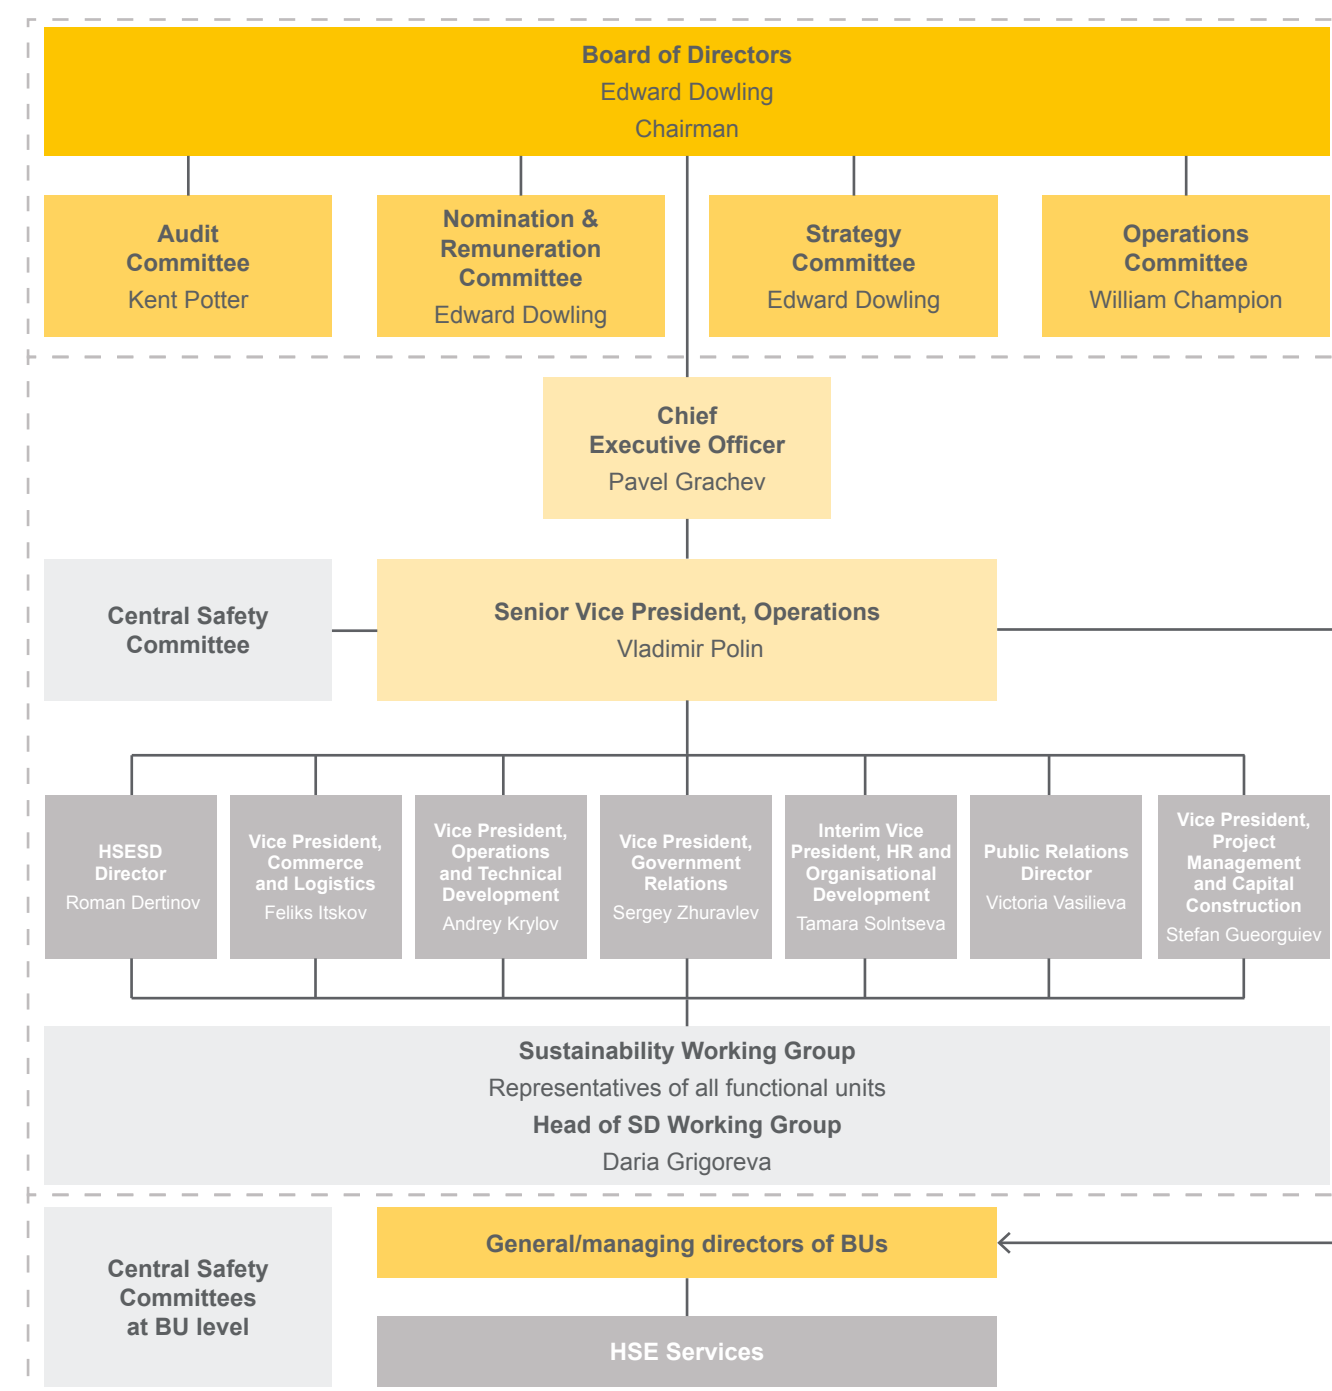 Board of Directors
Edward Dowling
Chairman
Audit
Committee
Kent Potter
Nomination &
Remuneration
Committee
Edward Dowling
Strategy
Committee
Edward Dowling
Operations
Committee
William Champion
Chief
Executive Officer
Pavel Grachev
Central Safety
Committee
Senior Vice President, Operations
Vladimir Polin
HSESD
Director
Roman Dertinov
Vice President,
Commerce
and Logistics
Feliks Itskov
Vice President,
Operations
and Technical
Development
Andrey Krylov
Vice President,
Government
Relations
Sergey Zhuravlev
Interim Vice
President, HR and
Organisational
Development
Tamara Solntseva
Public Relations
Director
Victoria Vasilieva
Vice President,
Project
Management
and Capital
Construction
Stefan Gueorguiev
Sustainability Working Group
Representatives of all functional units
Head of SD Working Group
Daria Grigoreva
Central Safety
Committees
at BU level
General/managing directors of BUs
HSE Services